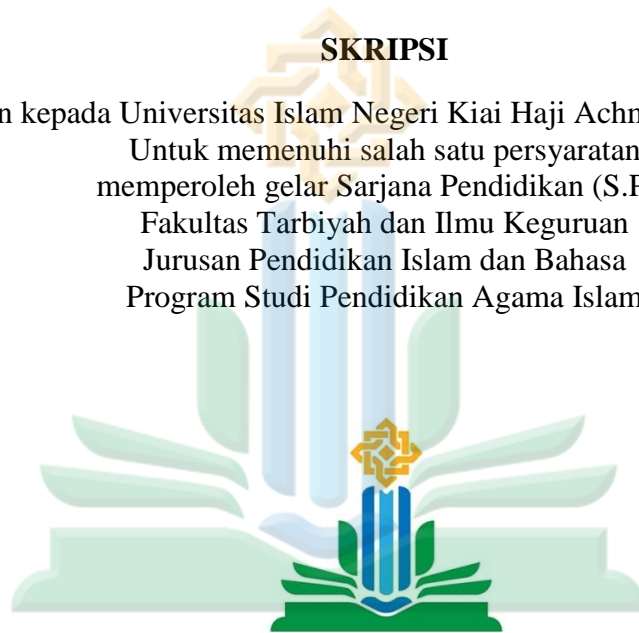 SKRIPSI
kepada Universitas Islam Negeri Kiai Haji
Untuk memenuhi salah satu persyaratan
memperoleh gelar Sarjana Pendidikan
Fakultas Tarbiyah dan Ilmu Keguruan
Jurusan Pendidikan Islam dan Bahasa
Program Studi Pendidikan Agama Islam